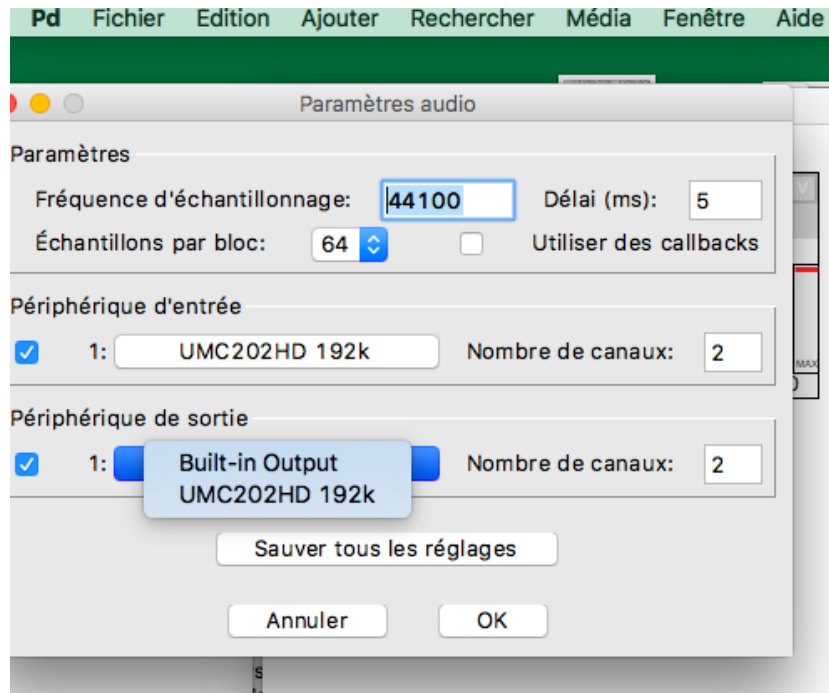 Pd Fichier Edition Ajouter Rechercher Média Fenêtre Aide
Paramètres audio
Paramètres
Fréquence d'échantillonnage: 44100 Délai (ms): 5
Échantillons par bloc: 64 Utiliser des callbacks
Périphérique d'entrée
1: UMC202HD 192k Nombre de canaux: 2
MAX
Périphérique de sortie
1: Built-in Output Nombre de canaux: 2
UMC202HD 192k
Sauver tous les réglages
Annuler OK